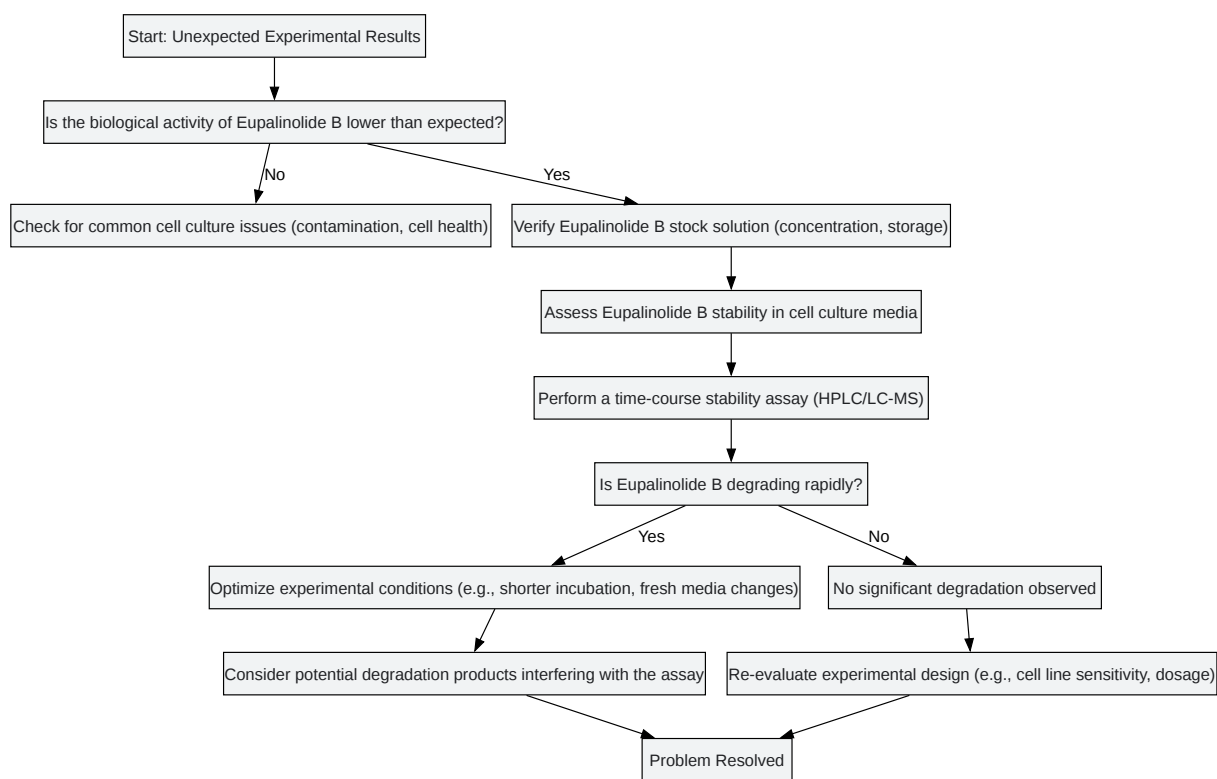 Start: Unexpected Experimental Results
Is the biological activity of Eupalinolide B lower than expected?
No
Yes
Check for common cell culture issues (contamination, cell health)
Verify Eupalinolide B stock solution (concentration, storage)
Assess Eupalinolide B stability in cell culture media
Perform a time-course stability assay (HPLC/LC-MS)
Is Eupalinolide B degrading rapidly?
Yes
No
Optimize experimental conditions (e.g., shorter incubation, fresh media changes)
No significant degradation observed
Consider potential degradation products interfering with the assay
Re-evaluate experimental design (e.g., cell line sensitivity, dosage)
Problem Resolved